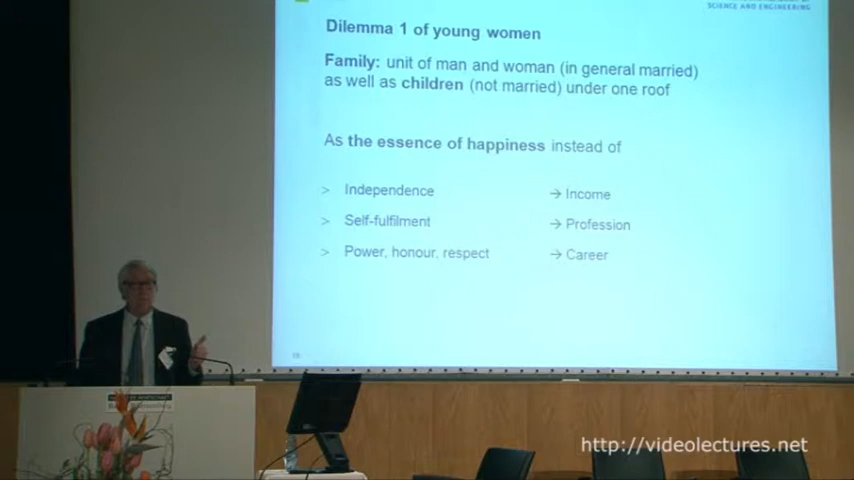 SCIENCE AND ENGINEERING
Dilemma 1 of young women
Family: unit of man and woman (in general married)
as well as children (not married) under one roof
As the essence of happiness instead of
> Independence → Income
> Self-fulfilment → Profession
> Power, honour, respect → Career
http://videolectures.net